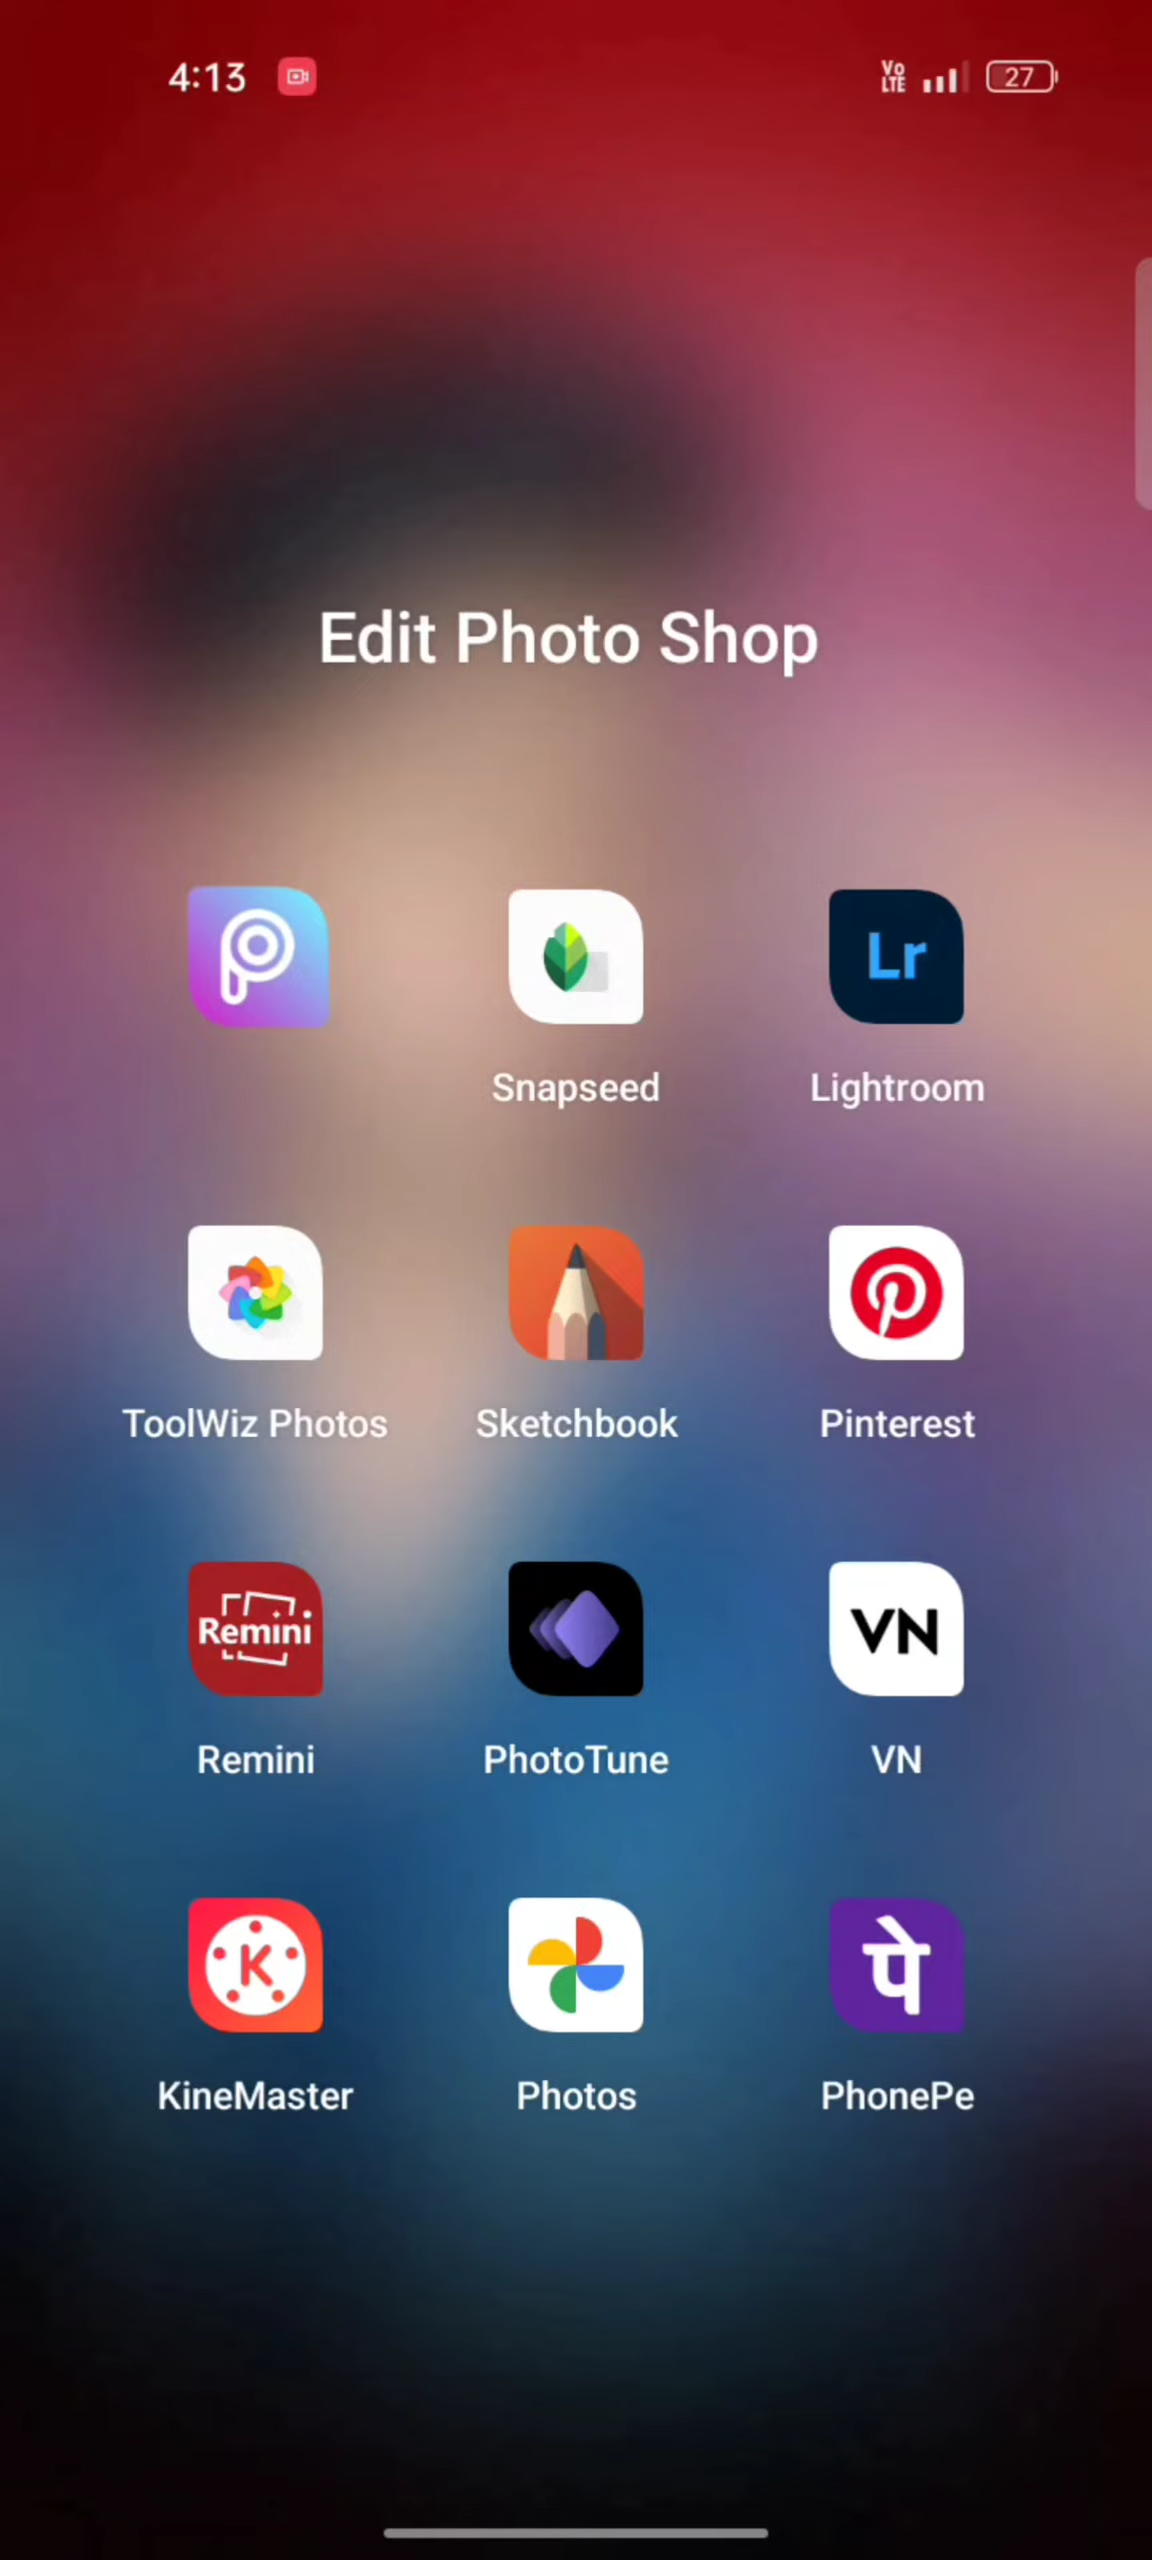 4:13 Vo LTE 27
Edit Photo Shop
Lr
Snapseed Lightroom
ToolWiz Photos Sketchbook Pinterest
Remini VN
Remini PhotoTune VN
K पे
KineMaster Photos PhonePe